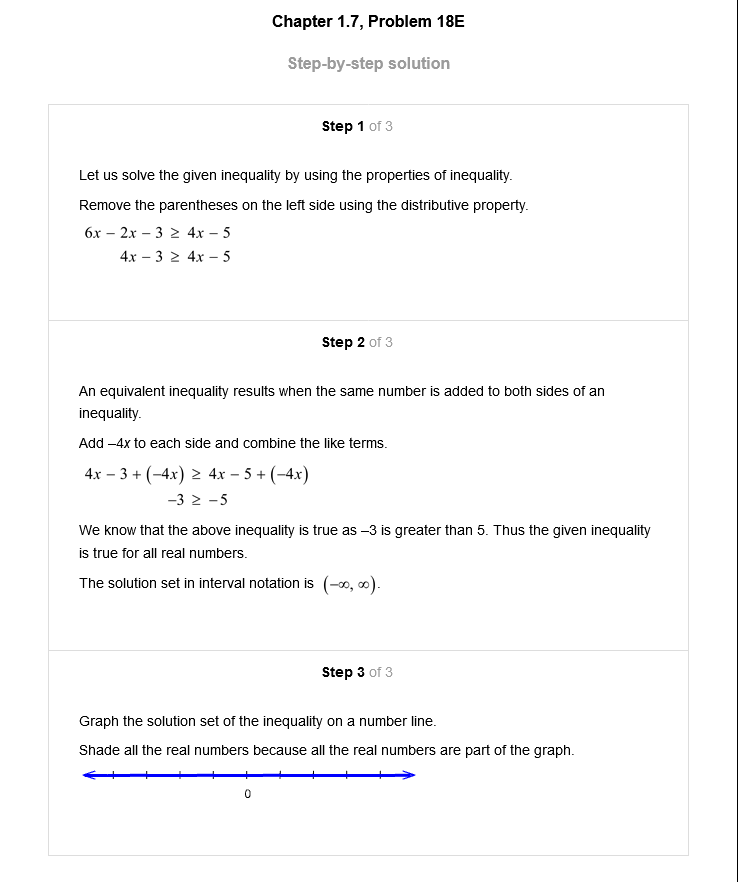 Chapter 1.7, Problem 18E
Step-by-step solution
Step 1 of 3
Let us solve the given inequality by using the properties of inequality.
Remove the parentheses on the left side using the distributive property.
6x − 2x − 3 ≥ 4x − 5
4x − 3 ≥ 4x − 5
Step 2 of 3
An equivalent inequality results when the same number is added to both sides of an
inequality.
Add –4x to each side and combine the like terms.
4x − 3 + (−4x) ≥ 4x − 5 + (−4x)
−3 ≥ −5
We know that the above inequality is true as –3 is greater than 5. Thus the given inequality
is true for all real numbers.
The solution set in interval notation is (−∞, ∞).
Step 3 of 3
Graph the solution set of the inequality on a number line.
Shade all the real numbers because all the real numbers are part of the graph.
0